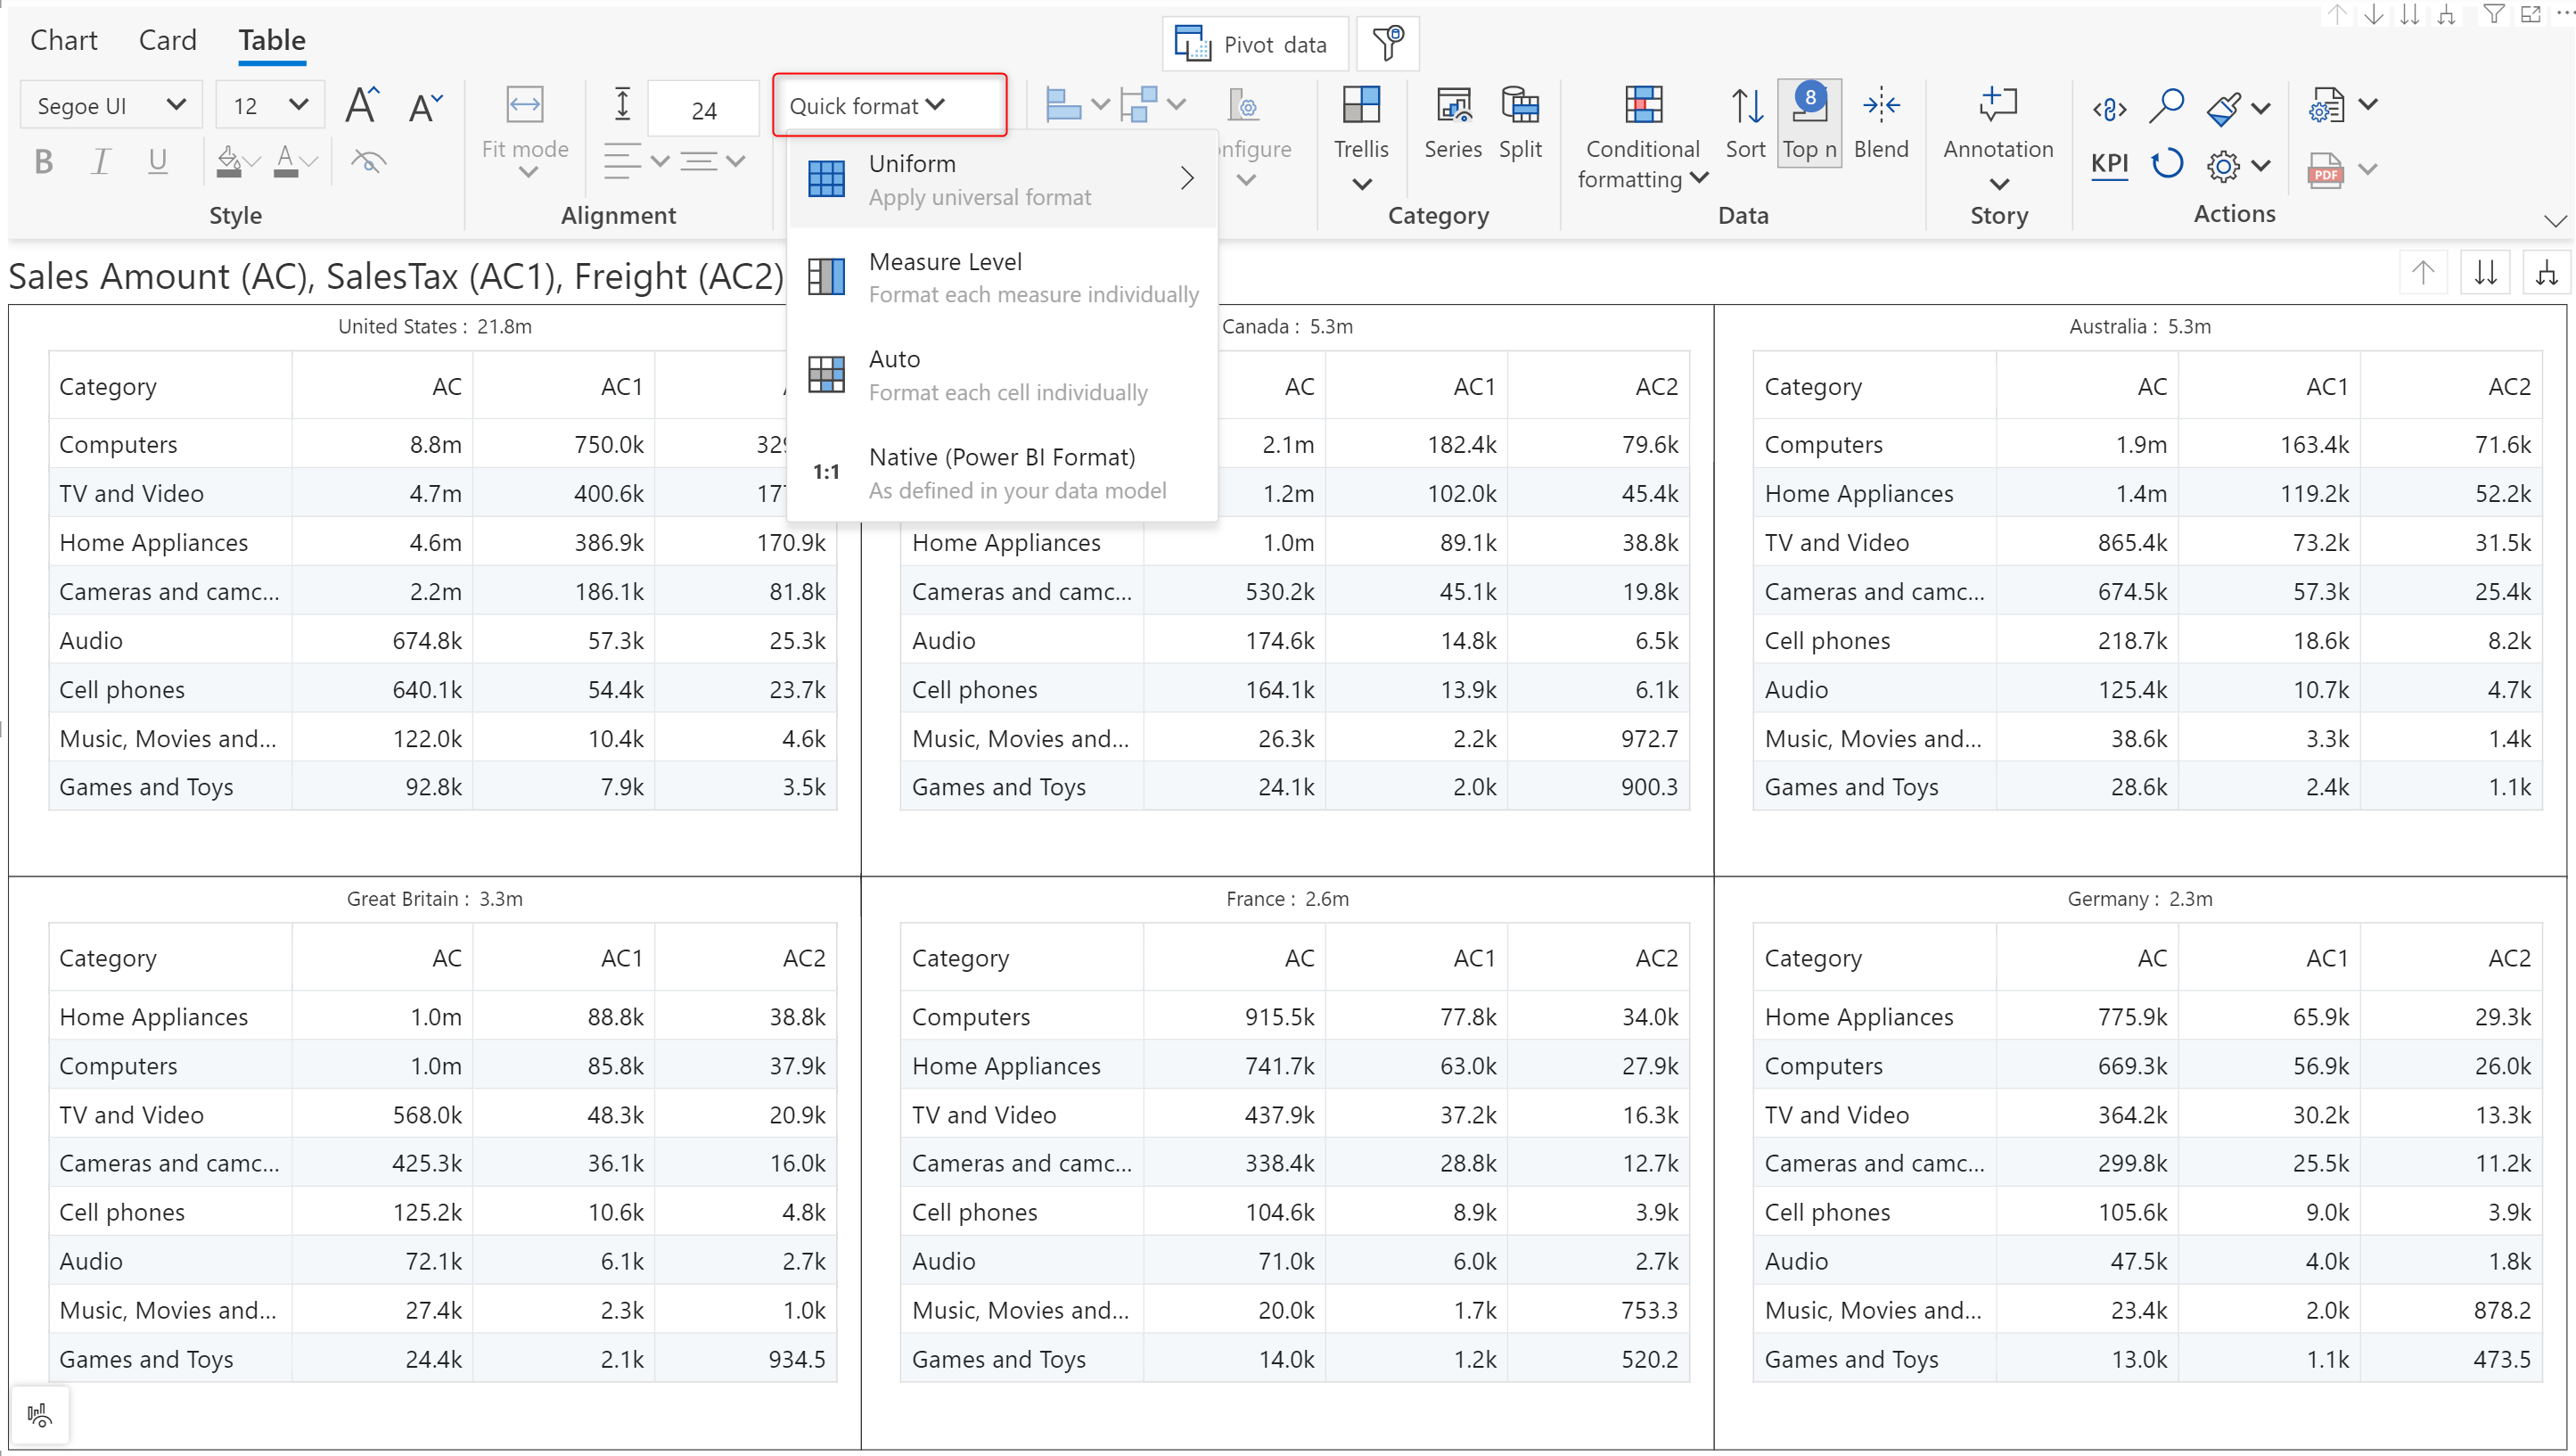 Chart Card Table
Pivot data
Segoe UI 12 24 Quick format
Fit mode
Style Alignment
nfigure
Trellis
Series Split
Category
Conditional
formatting
Sort
8
Top n
Blend
Data
Annotation
Story
KPI
PDF
Actions
Uniform
Apply universal format
Measure Level
Format each measure individually
Auto
Format each cell individually
1:1
Native (Power BI Format)
As defined in your data model
Sales Amount (AC), SalesTax (AC1), Freight (AC2)
United States : 21.8m
Category AC AC1
Computers 8.8m 750.0k
TV and Video 4.7m 400.6k
Home Appliances 4.6m 386.9k 170.9k
Cameras and camc... 2.2m 186.1k 81.8k
Audio 674.8k 57.3k 25.3k
Cell phones 640.1k 54.4k 23.7k
Music, Movies and... 122.0k 10.4k 4.6k
Games and Toys 92.8k 7.9k 3.5k
Canada : 5.3m
AC AC1 AC2
2.1m 182.4k 79.6k
1.2m 102.0k 45.4k
Home Appliances 1.0m 89.1k 38.8k
Cameras and camc... 530.2k 45.1k 19.8k
Audio 174.6k 14.8k 6.5k
Cell phones 164.1k 13.9k 6.1k
Music, Movies and... 26.3k 2.2k 972.7
Games and Toys 24.1k 2.0k 900.3
Australia : 5.3m
Category AC AC1 AC2
Computers 1.9m 163.4k 71.6k
Home Appliances 1.4m 119.2k 52.2k
TV and Video 865.4k 73.2k 31.5k
Cameras and camc... 674.5k 57.3k 25.4k
Cell phones 218.7k 18.6k 8.2k
Audio 125.4k 10.7k 4.7k
Music, Movies and... 38.6k 3.3k 1.4k
Games and Toys 28.6k 2.4k 1.1k
Great Britain : 3.3m
Category AC AC1 AC2
Home Appliances 1.0m 88.8k 38.8k
Computers 1.0m 85.8k 37.9k
TV and Video 568.0k 48.3k 20.9k
Cameras and camc... 425.3k 36.1k 16.0k
Cell phones 125.2k 10.6k 4.8k
Audio 72.1k 6.1k 2.7k
Music, Movies and... 27.4k 2.3k 1.0k
Games and Toys 24.4k 2.1k 934.5
France : 2.6m
Category AC AC1 AC2
Computers 915.5k 77.8k 34.0k
Home Appliances 741.7k 63.0k 27.9k
TV and Video 437.9k 37.2k 16.3k
Cameras and camc... 338.4k 28.8k 12.7k
Cell phones 104.6k 8.9k 3.9k
Audio 71.0k 6.0k 2.7k
Music, Movies and... 20.0k 1.7k 753.3
Games and Toys 14.0k 1.2k 520.2
Germany : 2.3m
Category AC AC1 AC2
Home Appliances 775.9k 65.9k 29.3k
Computers 669.3k 56.9k 26.0k
TV and Video 364.2k 30.2k 13.3k
Cameras and camc... 299.8k 25.5k 11.2k
Cell phones 105.6k 9.0k 3.9k
Audio 47.5k 4.0k 1.8k
Music, Movies and... 23.4k 2.0k 878.2
Games and Toys 13.0k 1.1k 473.5